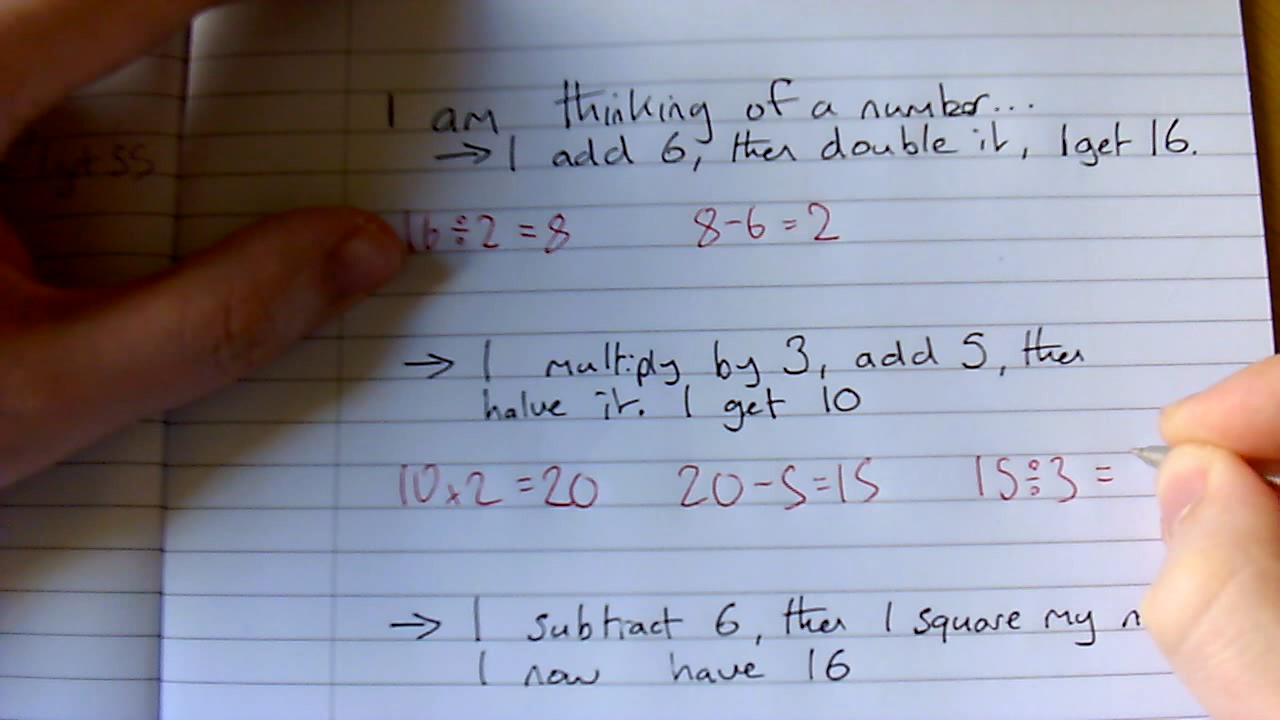 I am thinking of a number...
→ I add 6, then double it, I get 16.
16÷2=8 8-6=2
→ I multiply by 3, add 5, then
halve it. I get 10
10x2=20 20-5=15 15÷3=
→ I subtract 6, then I square my n
I now have 16